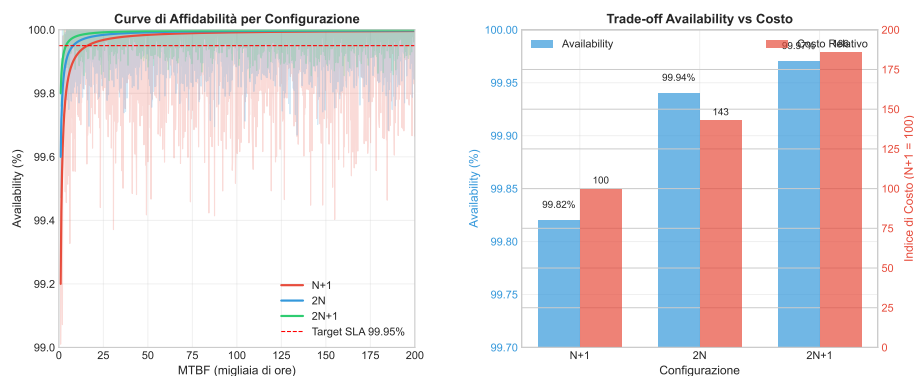 Curve di Affidabilità per Configurazione
100.0
99.8
99.6
99.4
99.2
99.0
Availability (%)
N+1
2N
2N+1
Target SLA 99.95%
0 25 50 75 100 125 150 175 200
MTBF (migliaia di ore)
Trade-off Availability vs Costo
Availability
Costo Relativo
100.00
99.95
99.90
99.85
99.80
99.75
99.70
Availability (%)
99.82%
100
99.94%
143
99.97%
186
200
175
150
125
100
75
50
25
0
Indice di Costo (N+1 = 100)
N+1 2N 2N+1
Configurazione